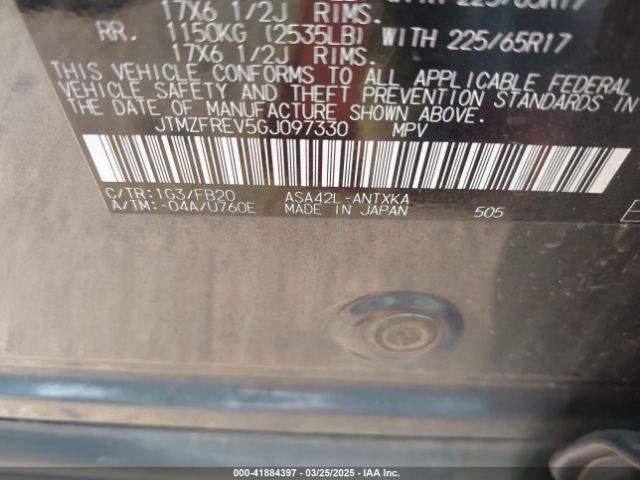 225/65R17
17X6 1/2J RIMS.
RR. 1150KG (2535LB) WITH 225/65R17
17X6 1/2J RIMS.
THIS VEHICLE CONFORMS TO ALL APPLICABLE FEDERAL
VEHICLE SAFETY AND THEFT PREVENTION STANDARDS IN
THE DATE OF MANUFACTURE SHOWN ABOVE.
JTMZFREV5GJ097330 MPV
C/TR:1G3/FB20 ASA42L-ANTXKA
A/TM:-04A/U760E MADE IN JAPAN 505
000-41884397 - 03/25/2025 - IAA Inc.